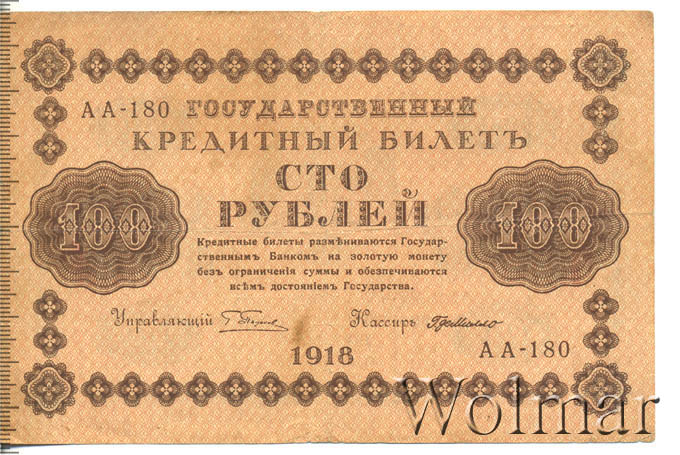 АА-180 ГОСУДАРСТВЕННЫЙ
КРЕДИТНЫЙ БИЛЕТЪ
СТО
РУБЛЕЙ
100
100
Кредитные билеты размѣниваются Государ-
ственнымъ Банкомъ на золотую монету
безъ ограниченія суммы и обезпечиваются
всѣмъ достояніемъ Государства.
Управляющій
Кассиръ
1918
АА-180
Wolmar